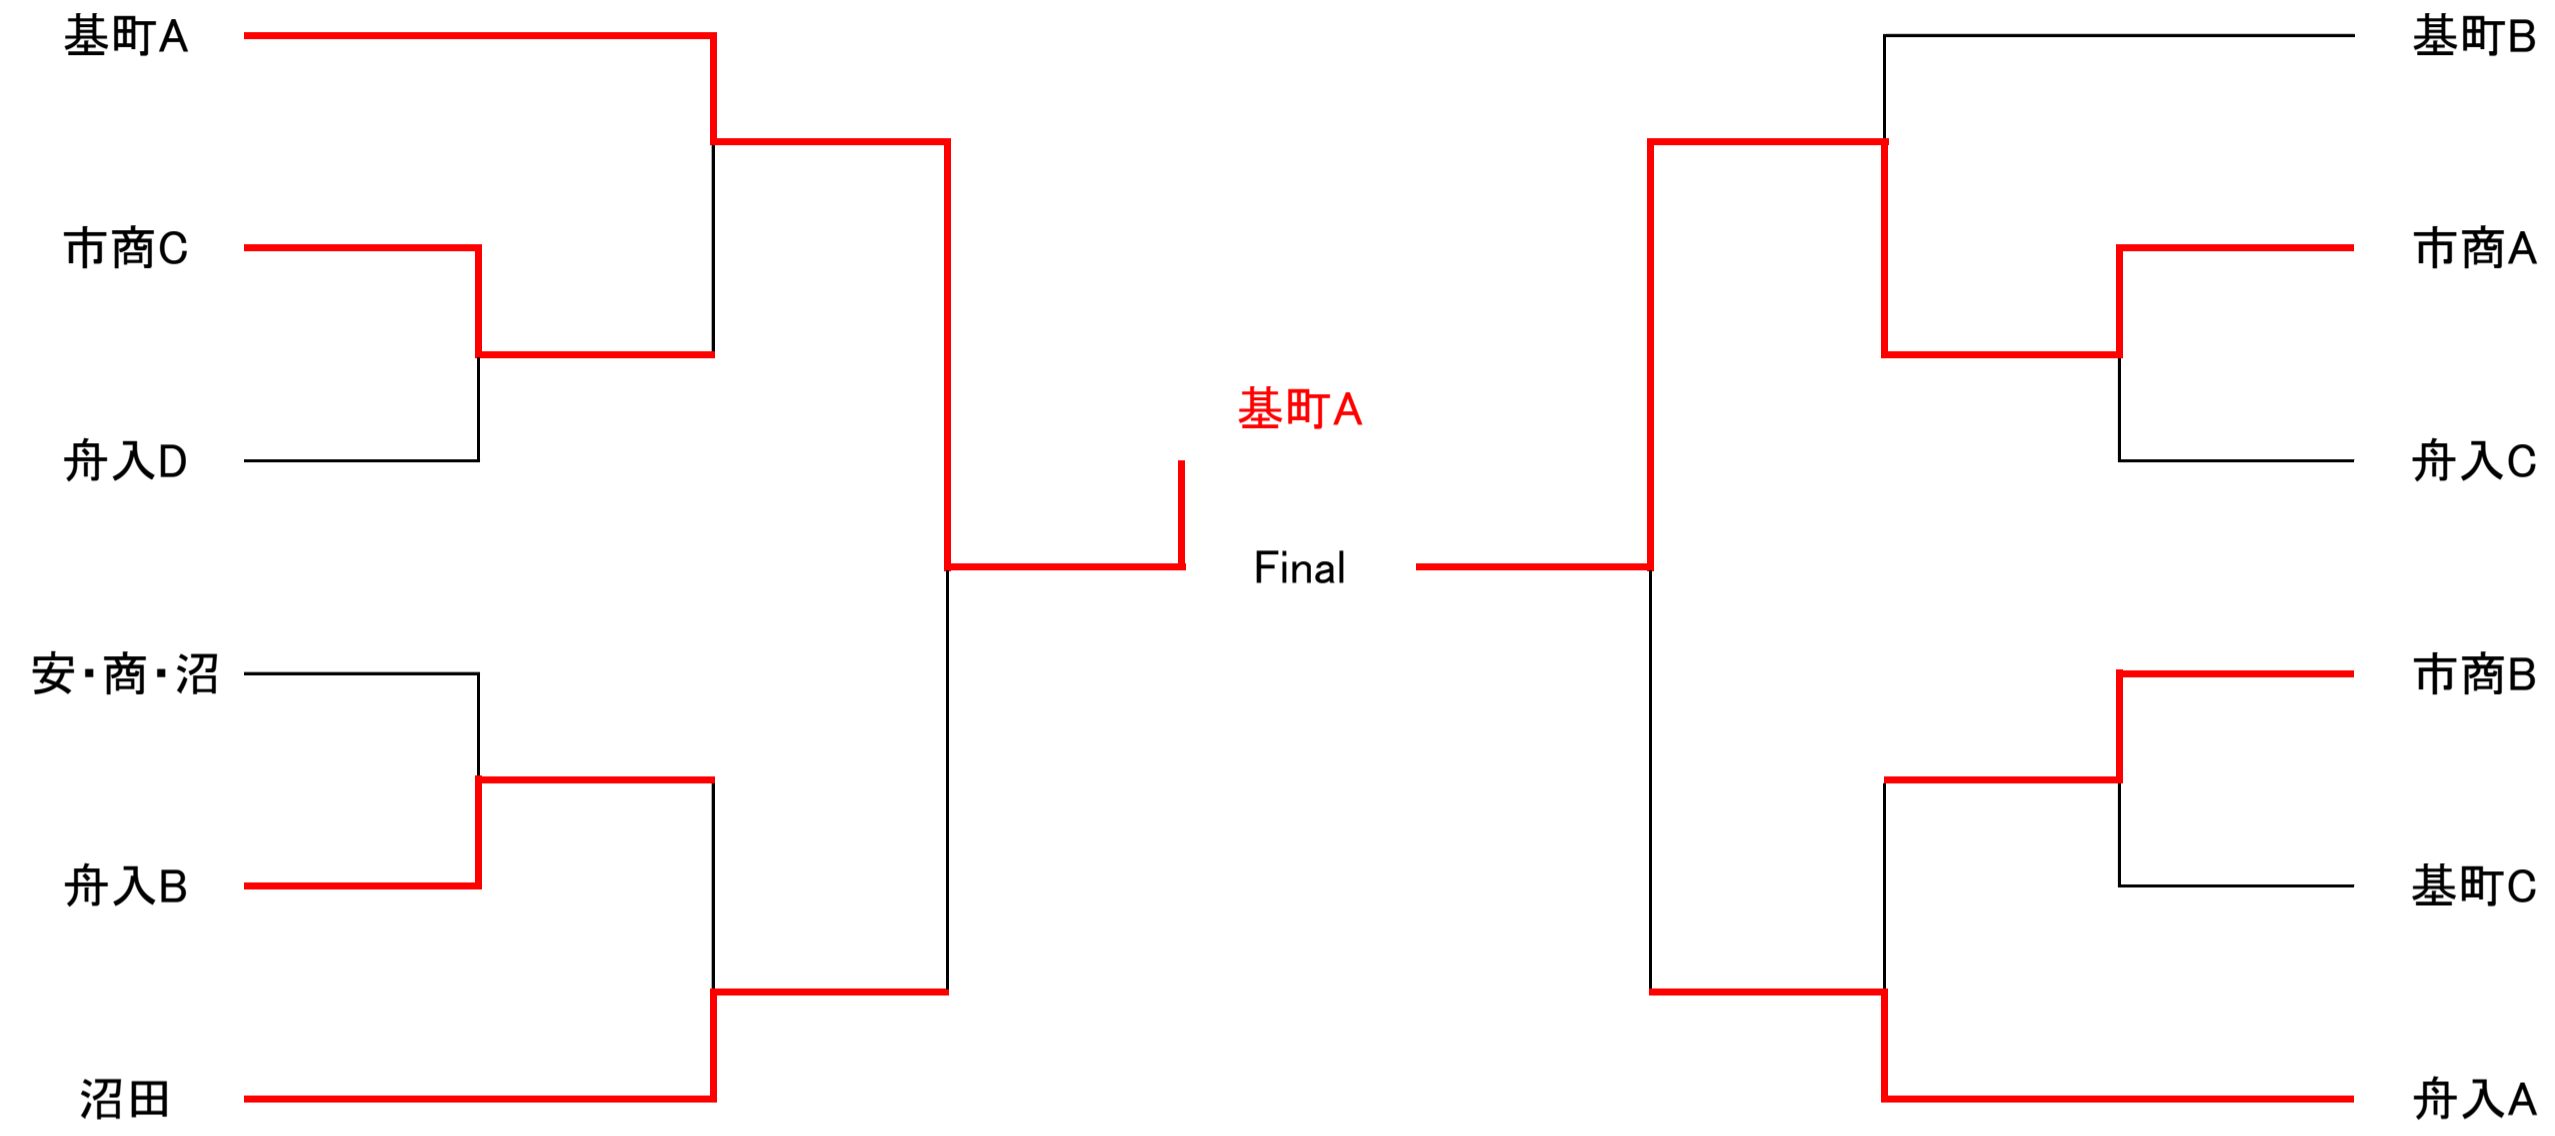 基町A
市商C
舟入D
安・商・沼
舟入B
沼田
基町A
Final
基町B
市商A
舟入C
市商B
基町C
舟入A